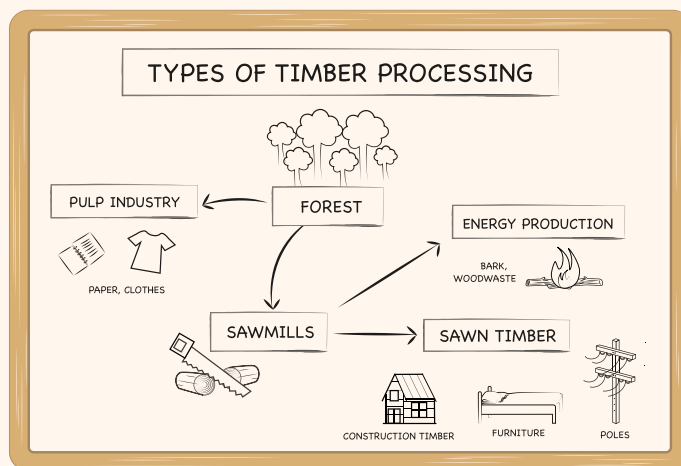 TYPES OF TIMBER PROCESSING
PULP INDUSTRY
FOREST
ENERGY PRODUCTION
BARK,
WOODWASTE
PAPER, CLOTHES
SAWMILLS
SAWN TIMBER
CONSTRUCTION TIMBER
FURNITURE
POLES